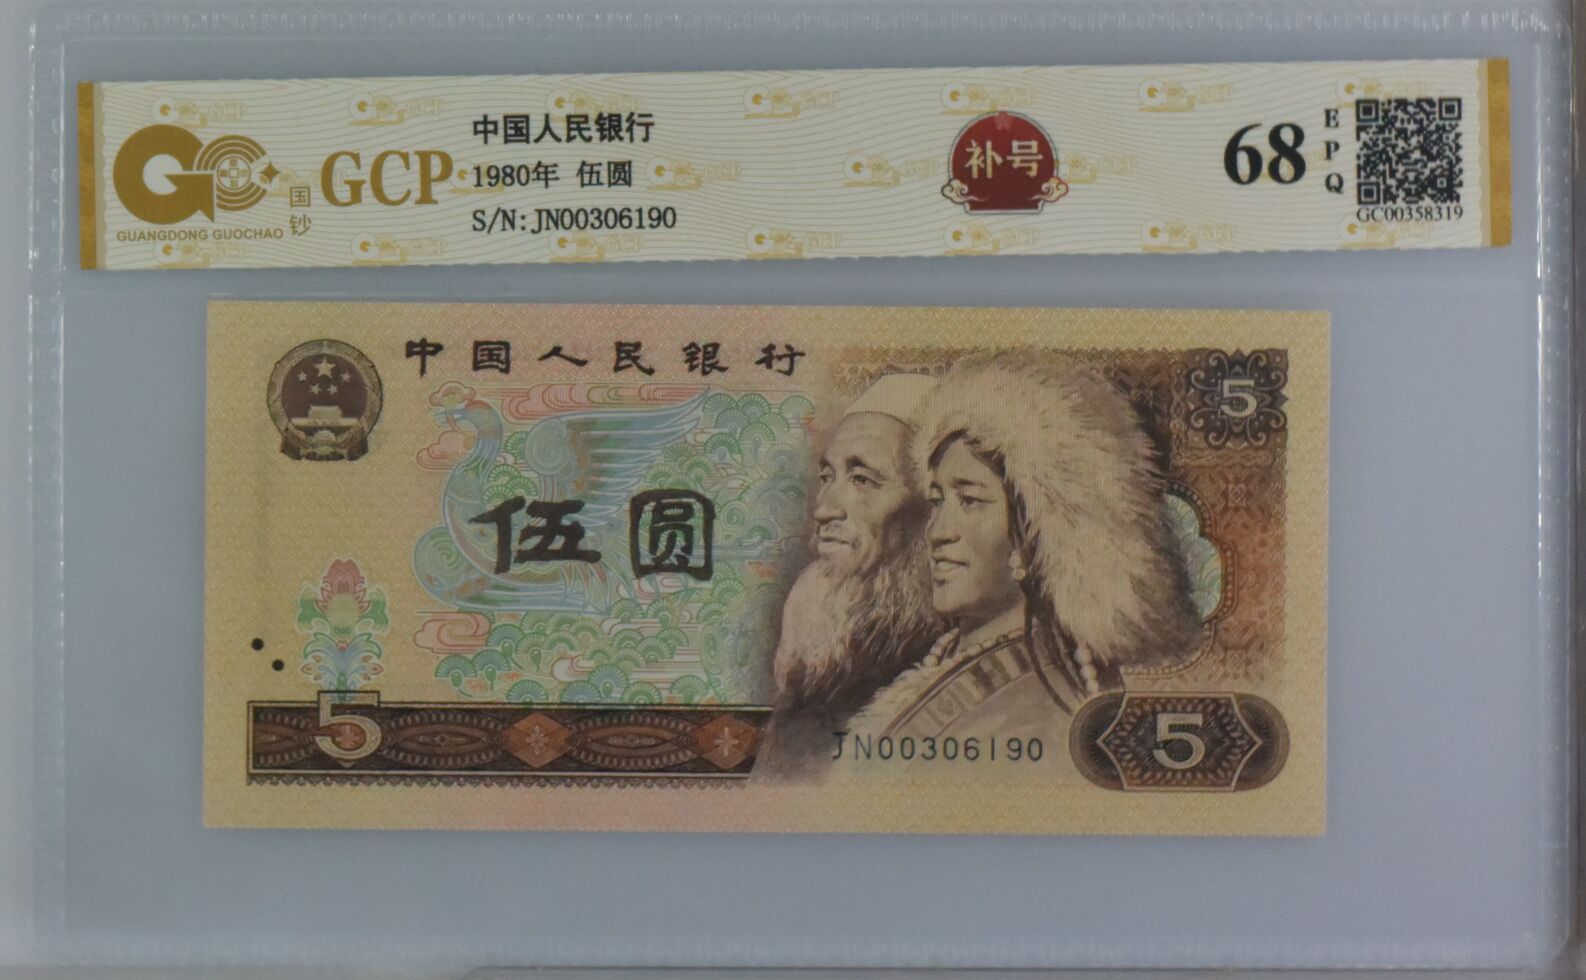 GUANGDONG GUOCHAO
国钞
GCP
中国人民银行
1980年 伍圆
S/N: JN00306190
补号
68
EPQ
GC00358319
中国人民银行
5
伍圆
5
JN00306190
5